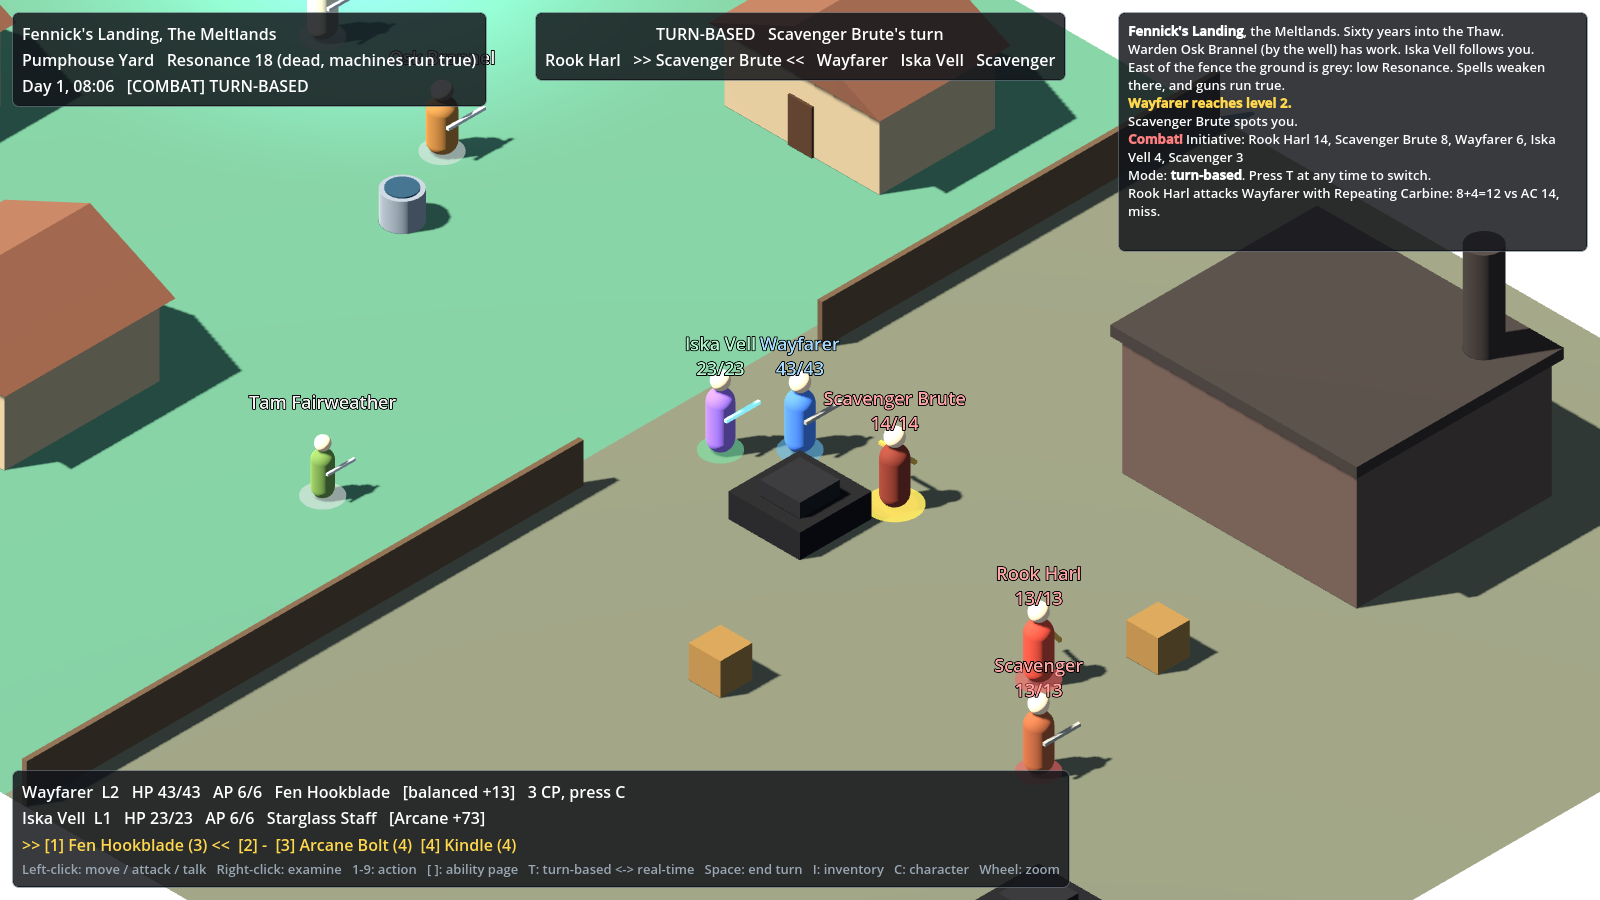 Fennick's Landing, The Meltlands
Pumphouse Yard   Resonance 18 (dead, machines run true)
Day 1, 08:06   [COMBAT] TURN-BASED
TURN-BASED   Scavenger Brute's turn
Rook Harl   >> Scavenger Brute <<   Wayfarer   Iska Vell   Scavenger
Fennick's Landing, the Meltlands. Sixty years into the Thaw.
Warden Osk Brannel (by the well) has work. Iska Vell follows you.
East of the fence the ground is grey: low Resonance. Spells weaken
there, and guns run true.
Wayfarer reaches level 2.
Scavenger Brute spots you.
Combat! Initiative: Rook Harl 14, Scavenger Brute 8, Wayfarer 6, Iska
Vell 4, Scavenger 3
Mode: turn-based. Press T at any time to switch.
Rook Harl attacks Wayfarer with Repeating Carbine: 8+4=12 vs AC 14,
miss.
Iska Vell
23/23
Wayfarer
43/43
Scavenger Brute
14/14
Tam Fairweather
Rook Harl
13/13
Scavenger
13/13
Wayfarer  L2   HP 43/43   AP 6/6   Fen Hookblade   [balanced +13]   3 CP, press C
Iska Vell  L1   HP 23/23   AP 6/6   Starglass Staff   [Arcane +73]
>> [1] Fen Hookblade (3) <<  [2] -  [3] Arcane Bolt (4)  [4] Kindle (4)
Left-click: move / attack / talk   Right-click: examine   1-9: action   [ ]: ability page   T: turn-based <-> real-time   Space: end turn   I: inventory   C: character   Wheel: zoom